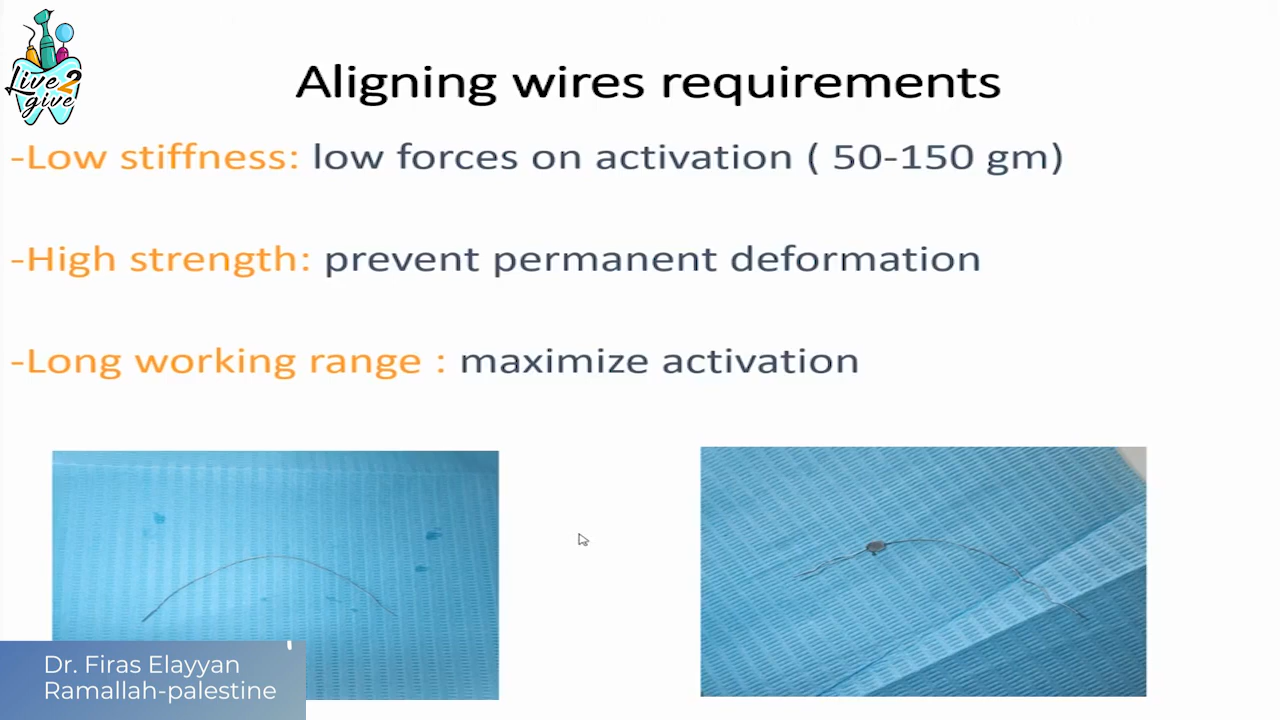 Live 2
give
Aligning wires requirements
-Low stiffness: low forces on activation ( 50-150 gm)
-High strength: prevent permanent deformation
-Long working range : maximize activation
Dr. Firas Elayyan
Ramallah-palestine